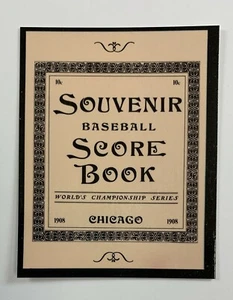 10c 10c
SOUVENIR
BASEBALL
SCORE
BOOK
WORLD'S CHAMPIONSHIP SERIES
1908 CHICAGO 1908